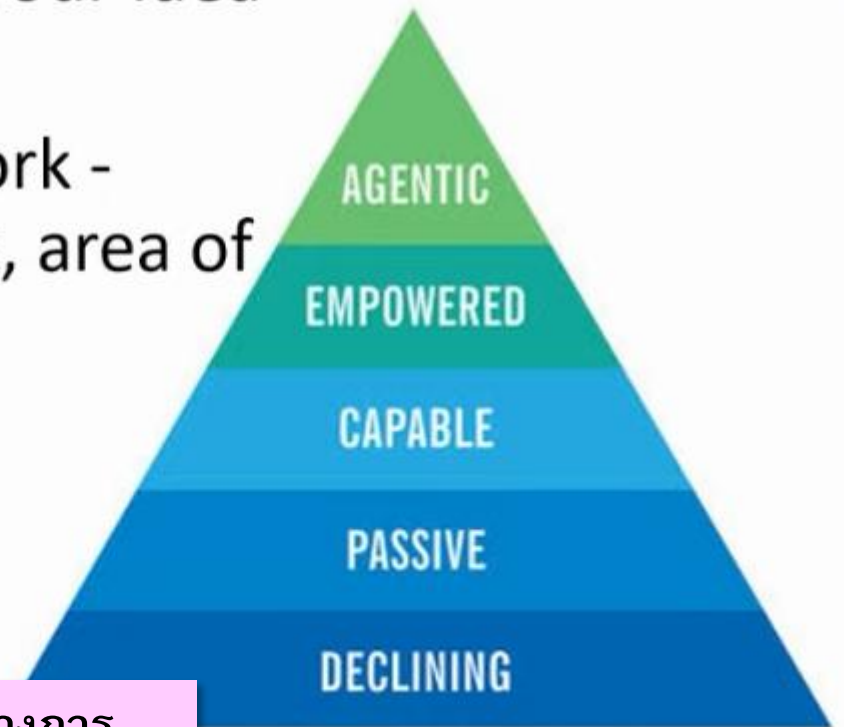 ork -
, area of
AGENTIC
EMPOWERED
CAPABLE
PASSIVE
DECLINING